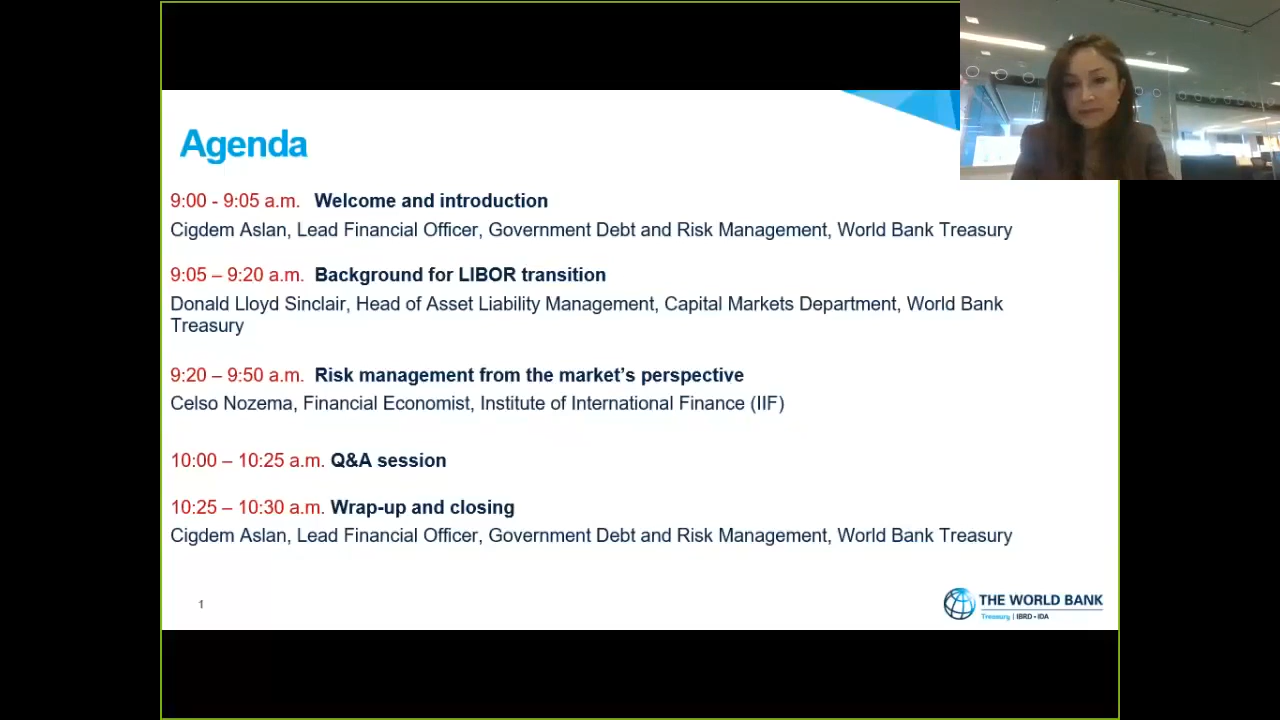 Agenda
9:00 - 9:05 a.m. Welcome and introduction
Cigdem Aslan, Lead Financial Officer, Government Debt and Risk Management, World Bank Treasury
9:05 – 9:20 a.m. Background for LIBOR transition
Donald Lloyd Sinclair, Head of Asset Liability Management, Capital Markets Department, World Bank
Treasury
9:20 – 9:50 a.m. Risk management from the market's perspective
Celso Nozema, Financial Economist, Institute of International Finance (IIF)
10:00 – 10:25 a.m. Q&A session
10:25 – 10:30 a.m. Wrap-up and closing
Cigdem Aslan, Lead Financial Officer, Government Debt and Risk Management, World Bank Treasury
1
THE WORLD BANK
Treasury | IBRD • IDA